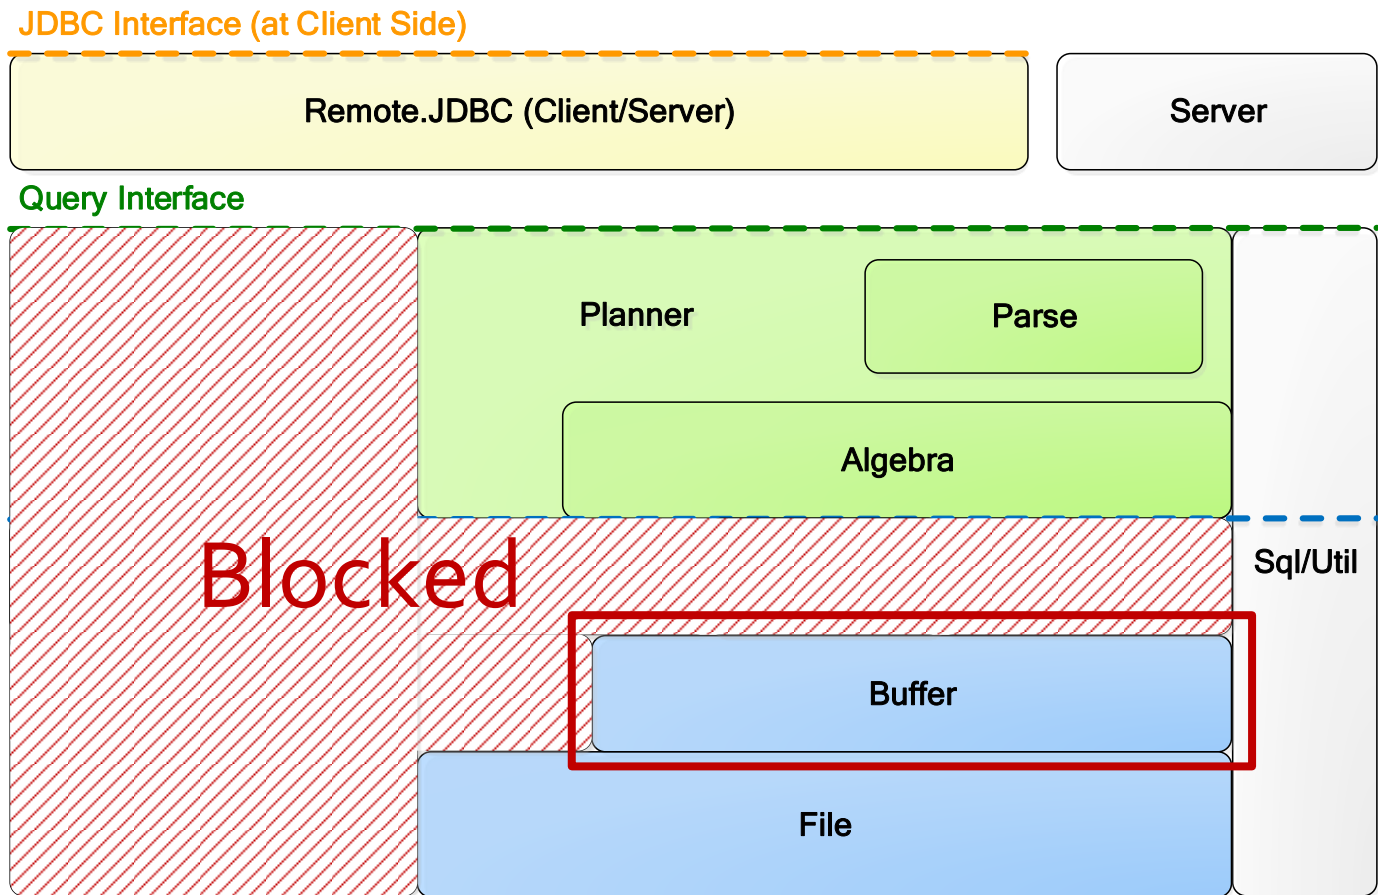 JDBC Interface (at Client Side)
Remote.JDBC (Client/Server)
Server
Query Interface
Planner
Parse
Algebra
Blocked
Sql/Util
Buffer
File